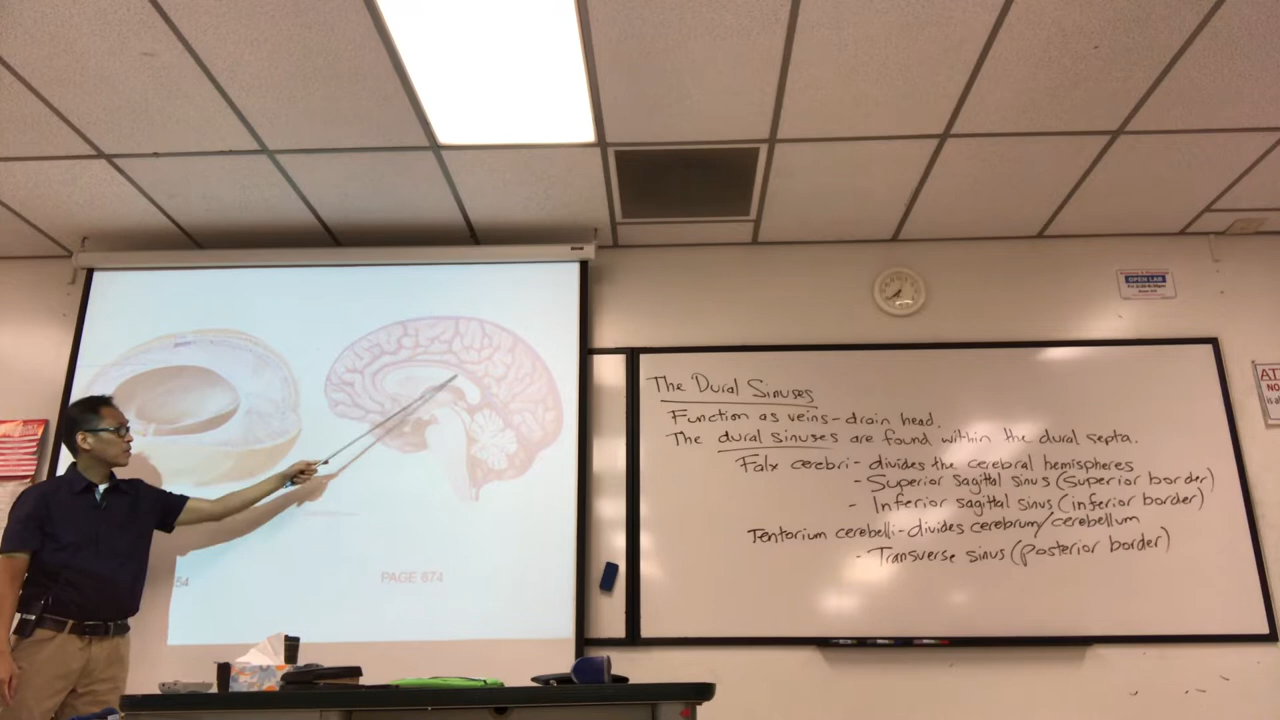 The Dural Sinuses
Function as veins - drain head.
The dural sinuses are found within the dural septa.
Falx cerebri - divides the cerebral hemispheres
- Superior sagittal sinus (superior border)
- Inferior sagittal sinus (inferior border)
Tentorium cerebelli - divides cerebrum/cerebellum
- Transverse sinus (posterior border)
54
PAGE 674
OPEN LAB
NO